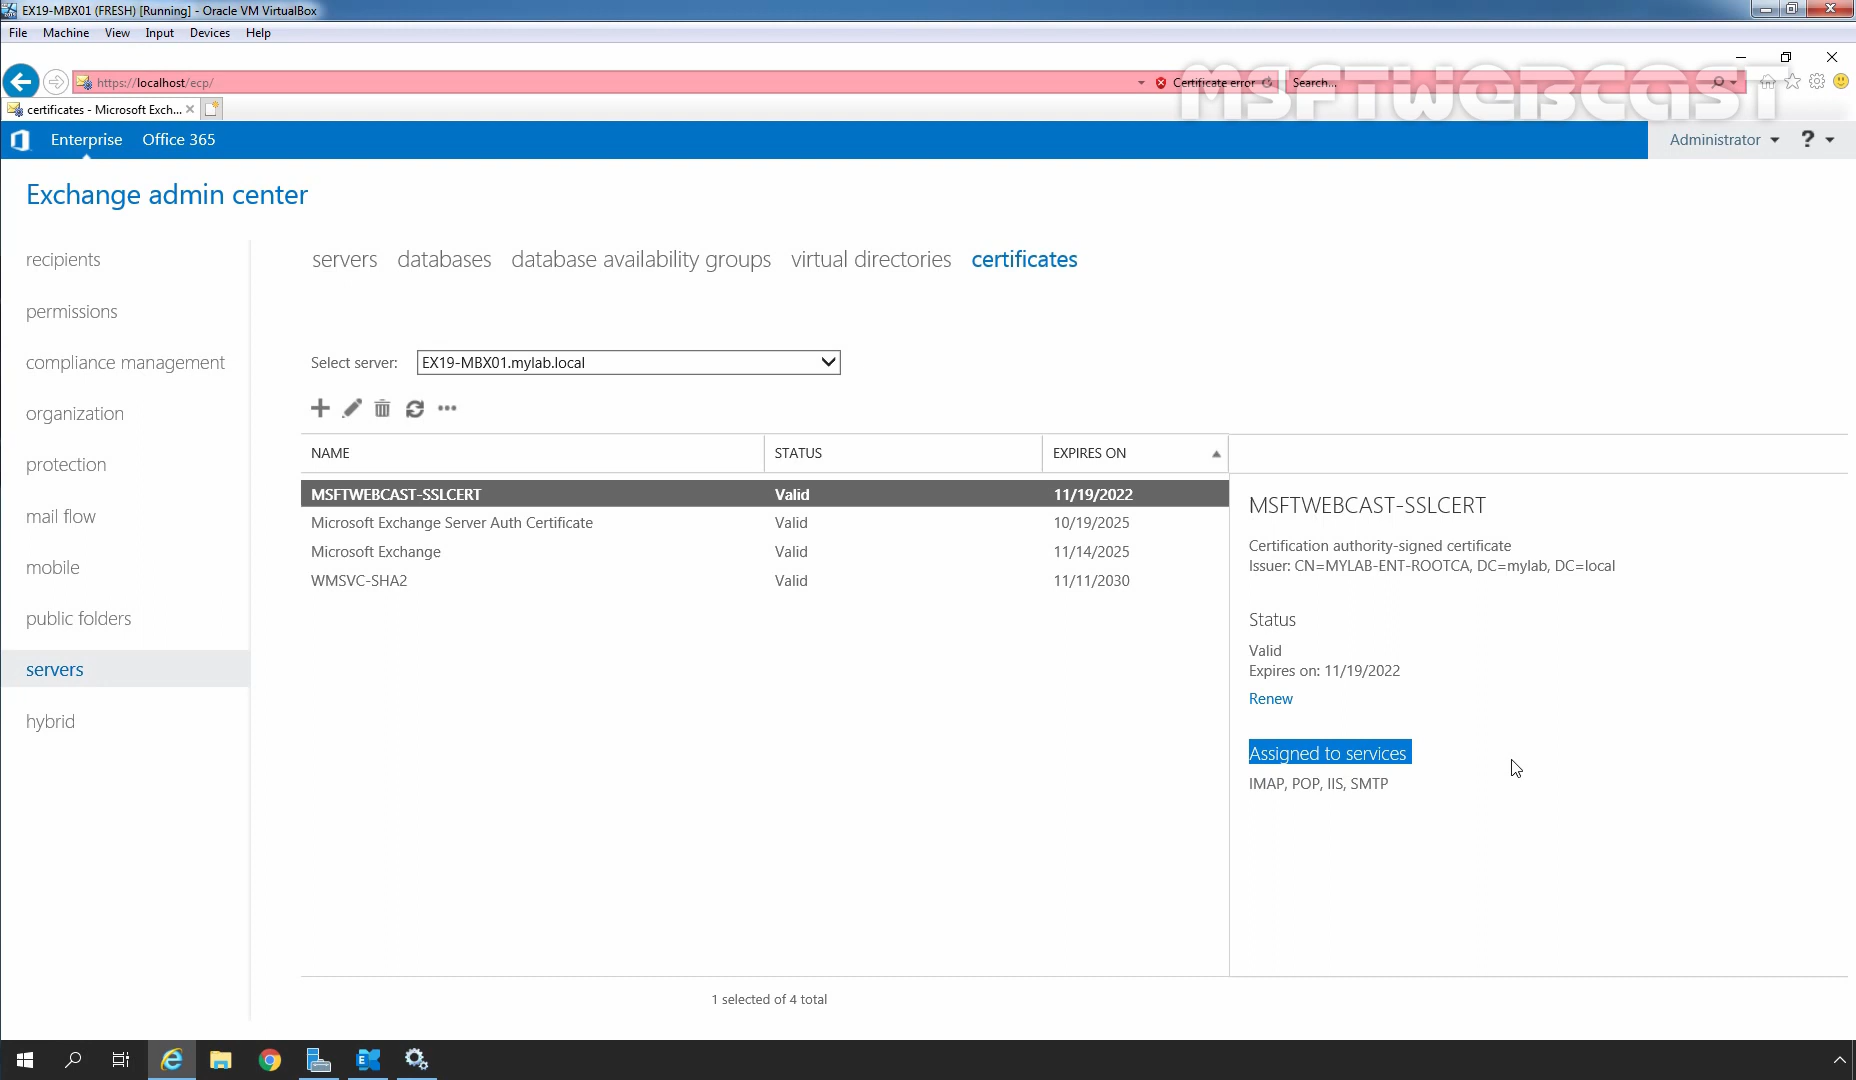 EX19-MBX01 (FRESH) [Running] - Oracle VM VirtualBox
File Machine View Input Devices Help
https://localhost/ecp/
Certificate error
Search...
MSFTWEBCAST
certificates - Microsoft Exch...
Enterprise Office 365
Administrator ?
Exchange admin center
recipients
permissions
compliance management
organization
protection
mail flow
mobile
public folders
servers
hybrid
servers databases database availability groups virtual directories certificates
Select server: EX19-MBX01.mylab.local
NAME STATUS EXPIRES ON
MSFTWEBCAST-SSLCERT Valid 11/19/2022
Microsoft Exchange Server Auth Certificate Valid 10/19/2025
Microsoft Exchange Valid 11/14/2025
WMSVC-SHA2 Valid 11/11/2030
1 selected of 4 total
MSFTWEBCAST-SSLCERT
Certification authority-signed certificate
Issuer: CN=MYLAB-ENT-ROOTCA, DC=mylab, DC=local
Status
Valid
Expires on: 11/19/2022
Renew
Assigned to services
IMAP, POP, IIS, SMTP